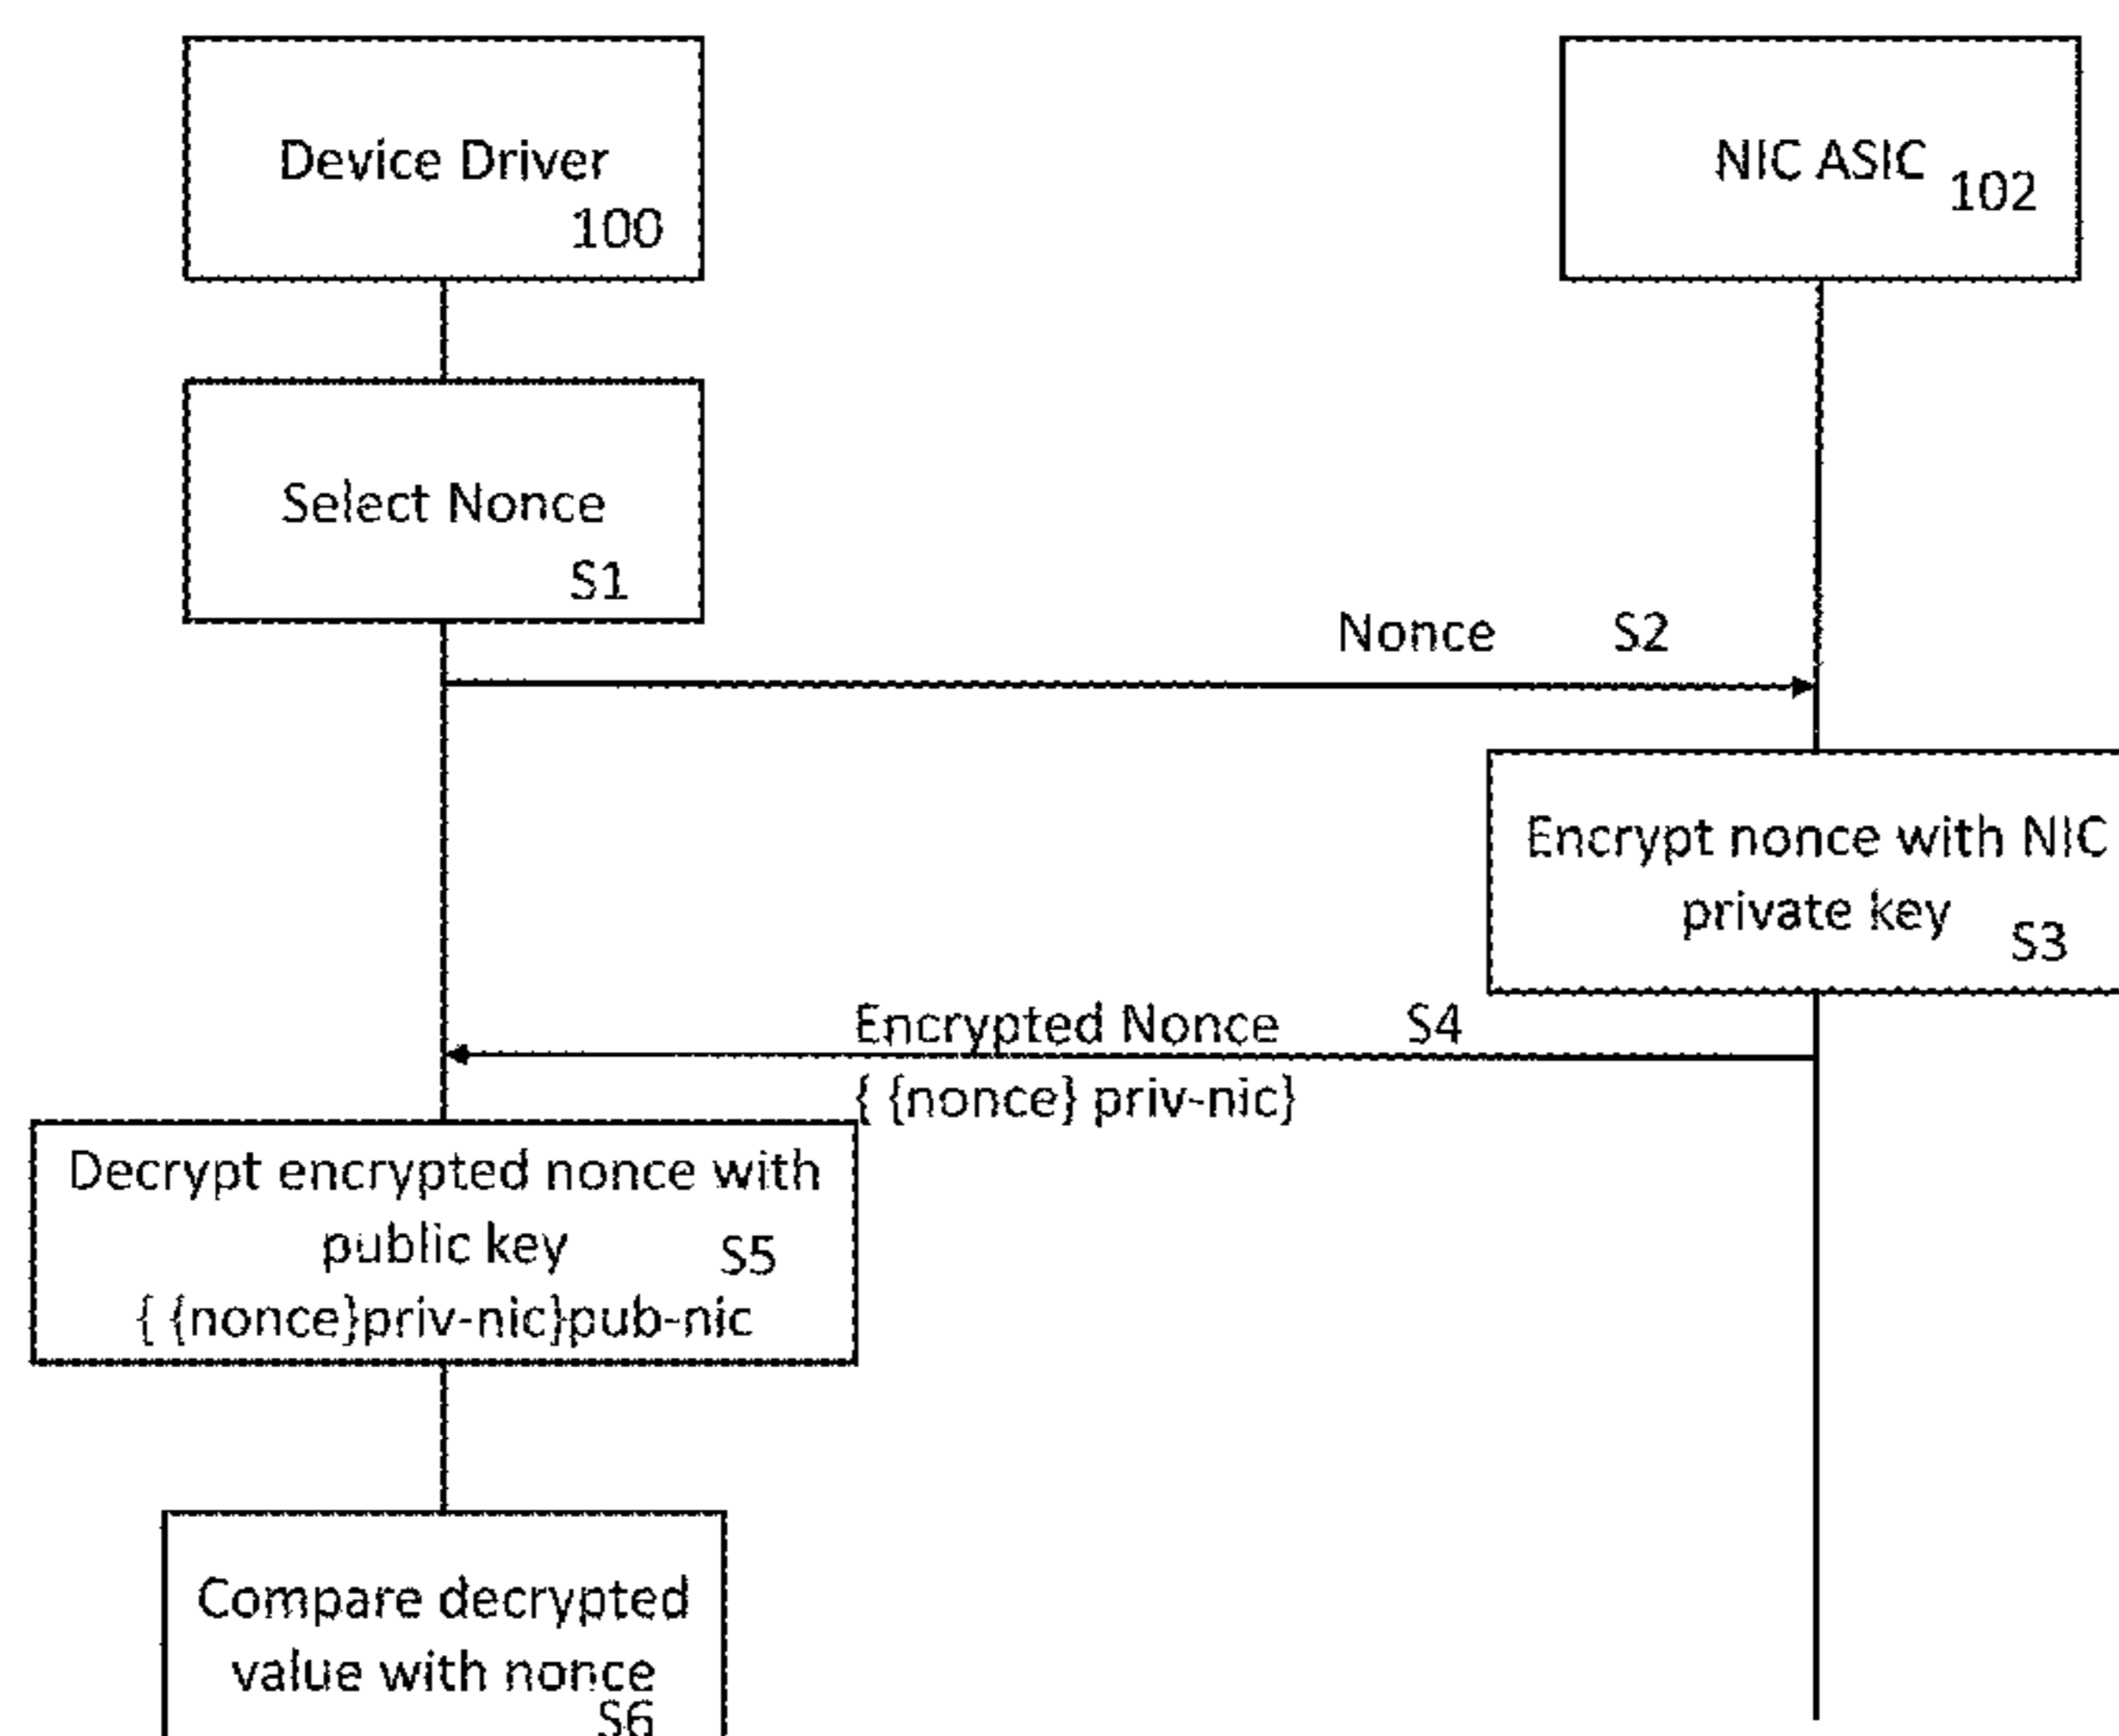 Device Driver
100
NIC ASIC 102
Select Nonce
S1
Nonce S2
Encrypt nonce with NIC
private key S3
Encrypted Nonce S4
{ {nonce} priv-nic}
Decrypt encrypted nonce with
public key S5
{ {nonce}priv-nic}pub-nic
Compare decrypted
value with nonce
S6